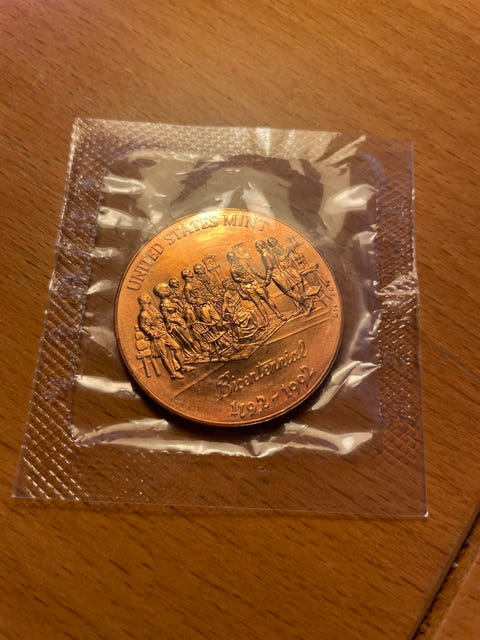 UNITED STATES MINT
Bicentennial
1792-1992